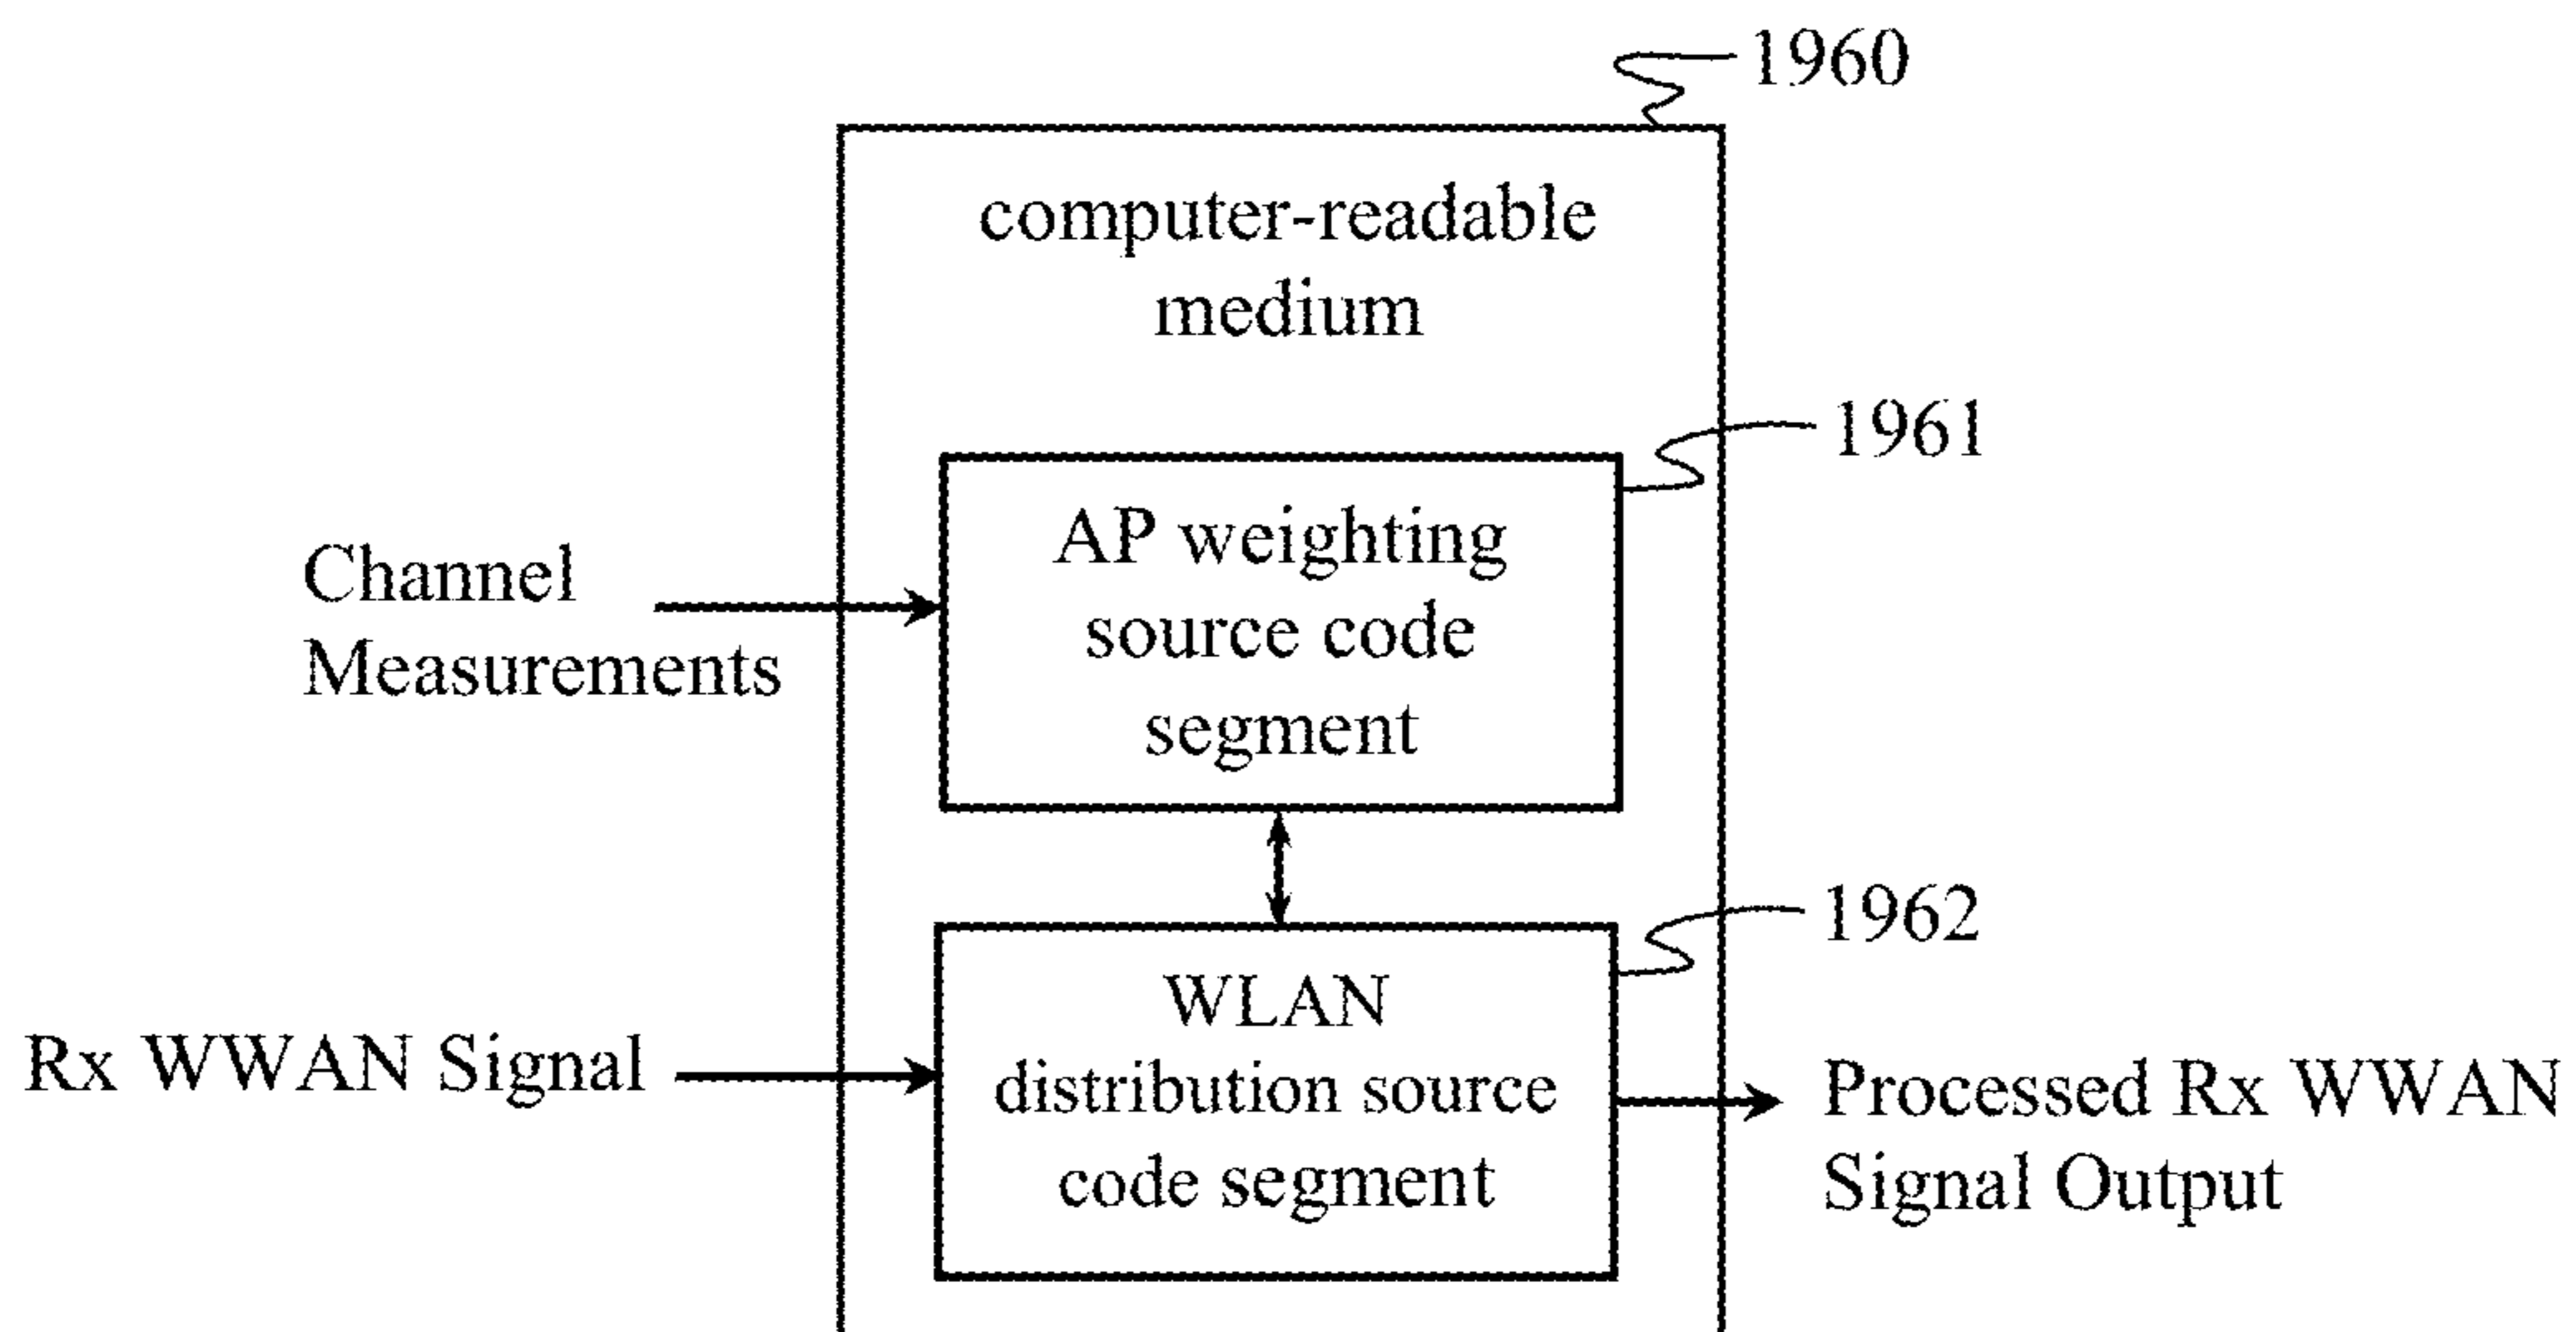 1960
computer-readable
medium
1961
AP weighting
source code
segment
Channel
Measurements
1962
WLAN
distribution source
code segment
Rx WWAN Signal
Processed Rx WWAN
Signal Output